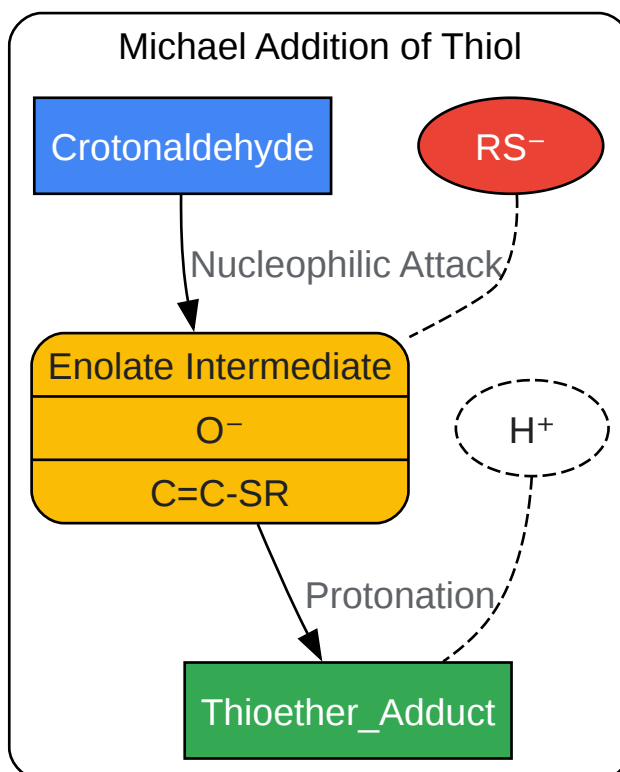 Michael Addition of Thiol
Crotonaldehyde
RS⁻
Nucleophilic Attack
Enolate Intermediate
O⁻
C=C-SR
H⁺
Protonation
Thioether_Adduct